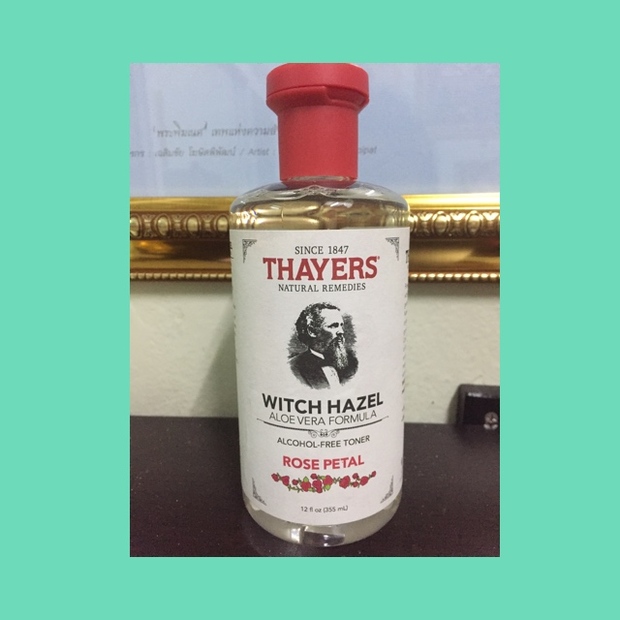 SINCE 1847
THAYERS®
NATURAL REMEDIES
WITCH HAZEL
ALOE VERA FORMULA
ALCOHOL-FREE TONER
ROSE PETAL
12 fl oz (355 mL)